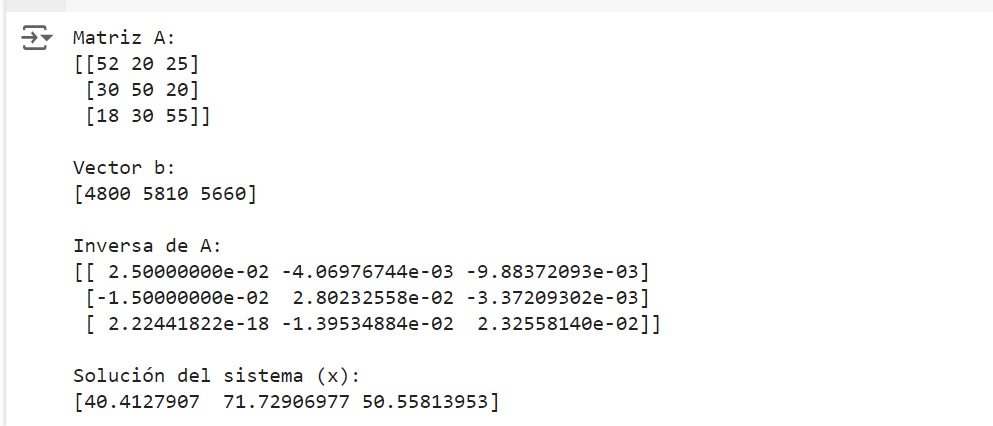 Matriz A:
[[52 20 25]
 [30 50 20]
 [18 30 55]]
Vector b:
[4800 5810 5660]
Inversa de A:
[[ 2.50000000e-02 -4.06976744e-03 -9.88372093e-03]
 [-1.50000000e-02  2.80232558e-02 -3.37209302e-03]
 [ 2.22441822e-18 -1.39534884e-02  2.32558140e-02]]
Solución del sistema (x):
[40.4127907  71.72906977 50.55813953]